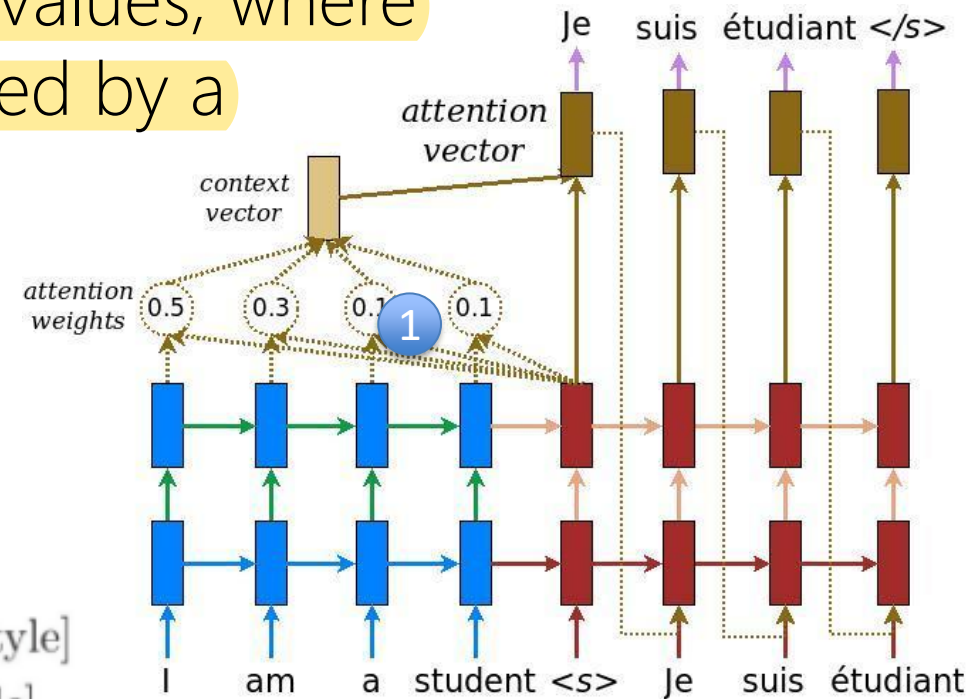 values, where
ed by a
Je suis étudiant </s>
attention
vector
context
vector
attention
weights
0.5 0.3 0.1 0.1
1
yle]
I am a student <s> Je suis étudiant